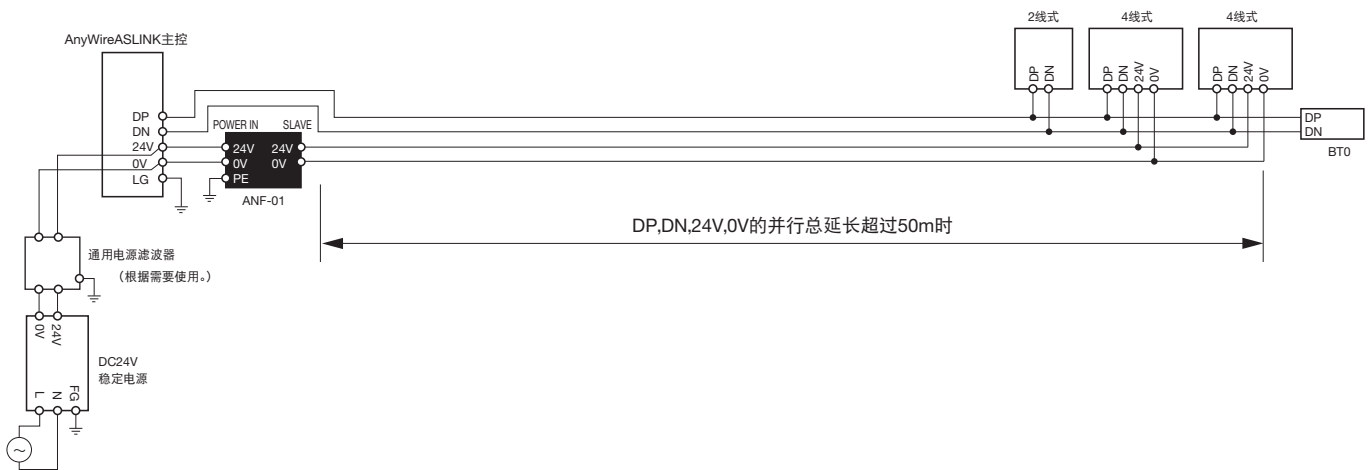 2线式
4线式
4线式
AnyWireASLINK主控
DP
DN
DP
DN
24V
0V
DP
DN
24V
0V
DP
DN
24V
0V
LG
POWER IN
SLAVE
24V
24V
0V
0V
PE
ANF-01
DP
DN
BT0
DP,DN,24V,0V的并行总延长超过50m时
通用电源滤波器
（根据需要使用。）
0V
24V
DC24V
稳定电源
L
N
FG
~